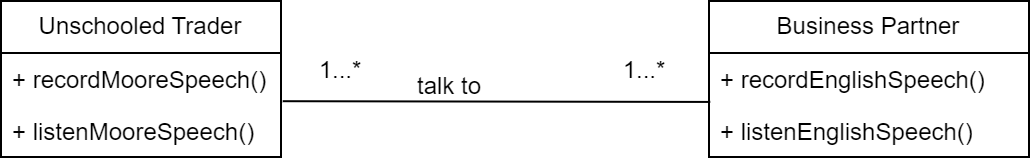 Unschooled Trader
+ recordMooreSpeech()
+ listenMooreSpeech()
1...*
talk to
1...*
Business Partner
+ recordEnglishSpeech()
+ listenEnglishSpeech()